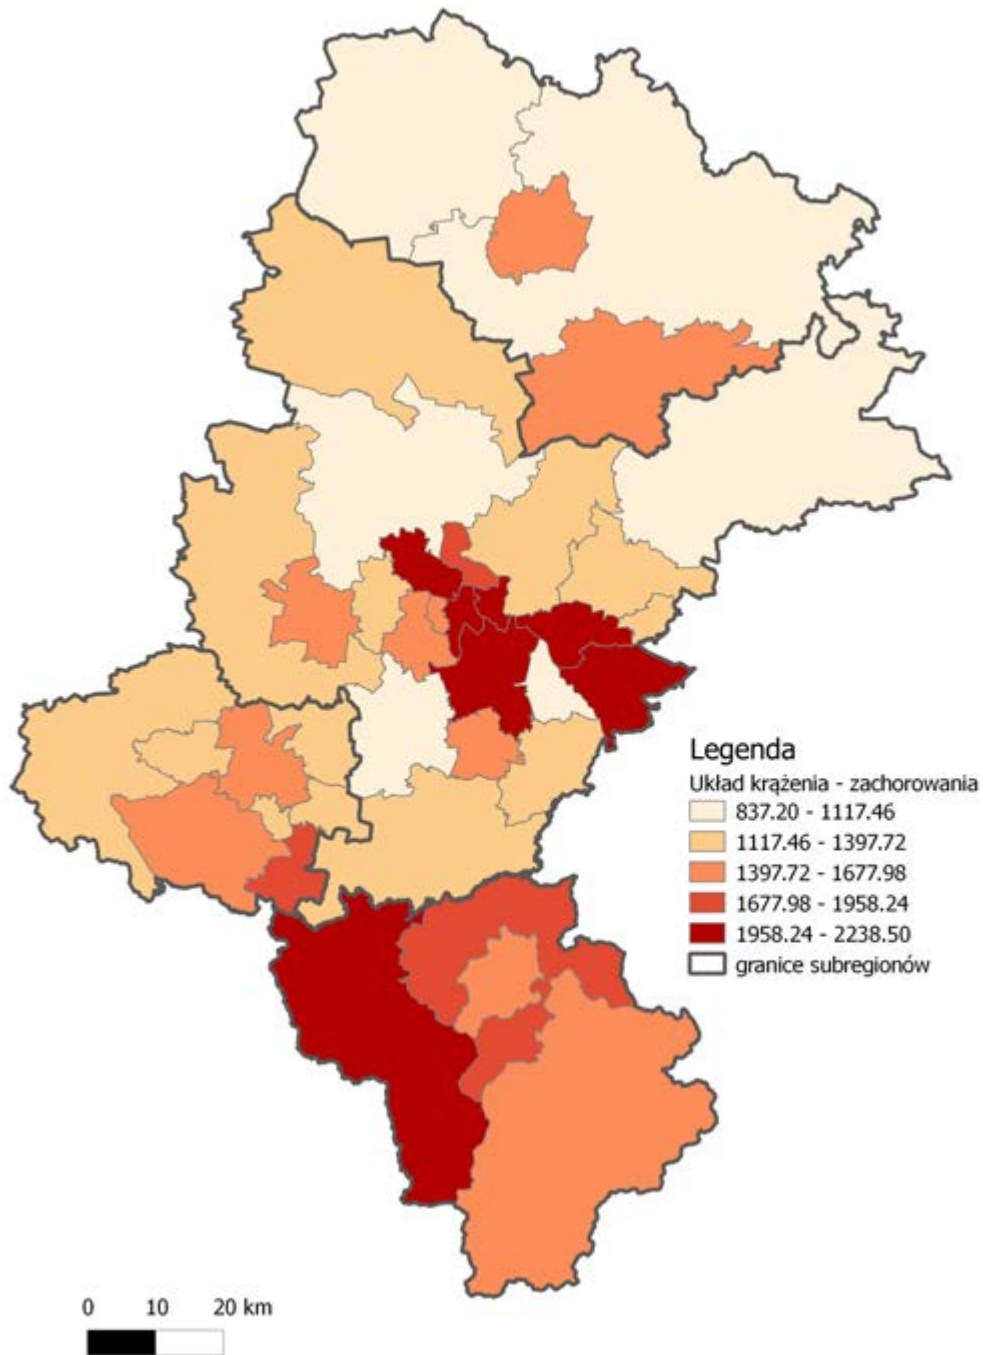 Legenda
Układ krążenia - zachorowania
837.20 - 1117.46
1117.46 - 1397.72
1397.72 - 1677.98
1677.98 - 1958.24
1958.24 - 2238.50
granice subregionów
0 10 20 km